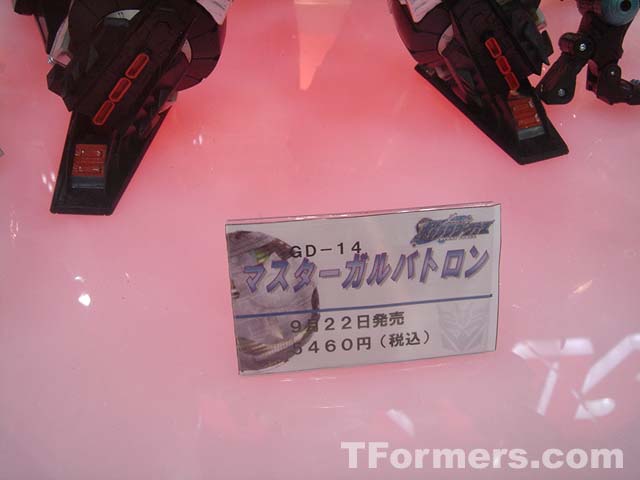 GD-14
マスターガルバトロン
9月22日発売
5460円(税込)
TFormers.com